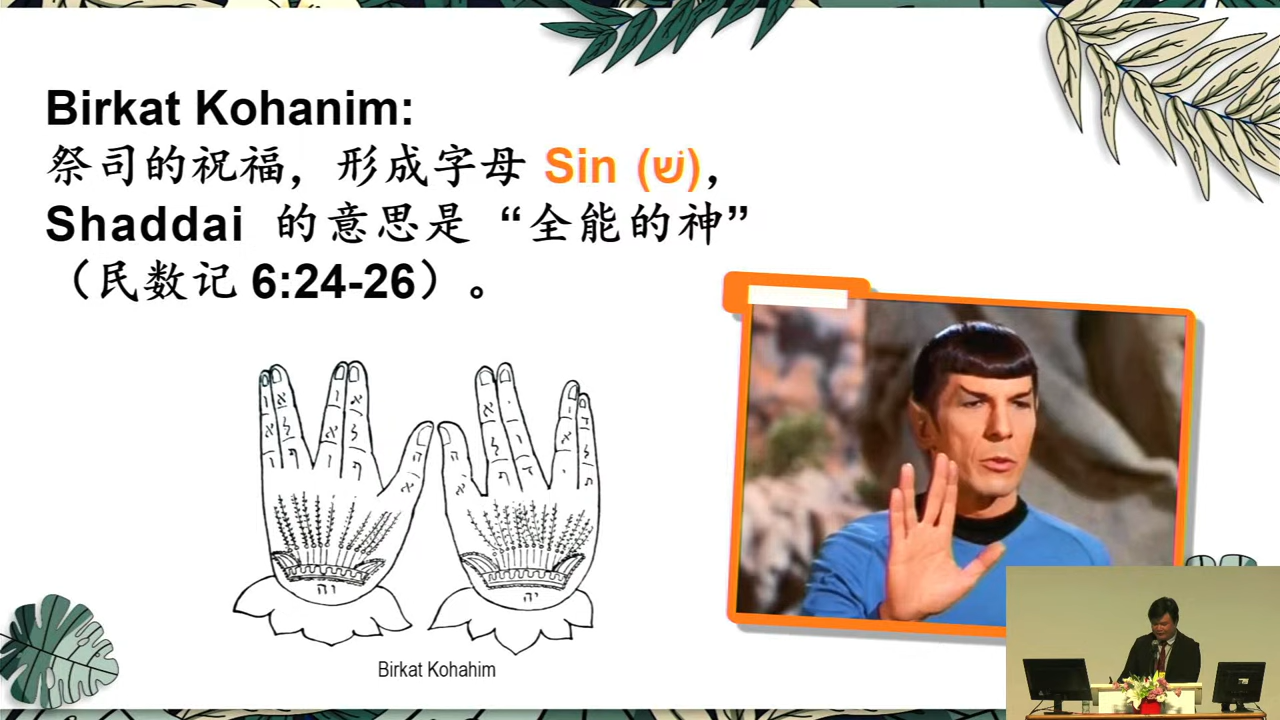 Birkat Kohanim:
祭司的祝福，形成字母 Sin (שׁ),
Shaddai 的意思是 “全能的神”
（民数记 6:24-26）。
Birkat Kohahim